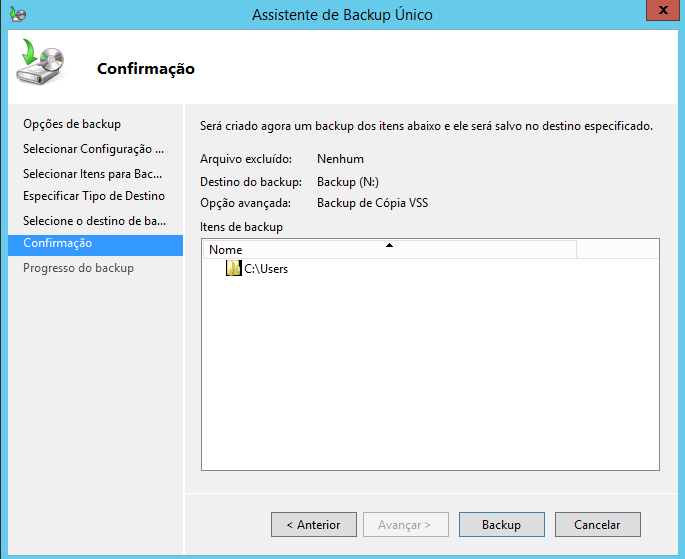 Assistente de Backup Único
x
Confirmação
Opções de backup
Selecionar Configuração ...
Selecionar Itens para Bac...
Especificar Tipo de Destino
Selecione o destino de ba...
Confirmação
Progresso do backup
Será criado agora um backup dos itens abaixo e ele será salvo no destino especificado.
Arquivo excluído: Nenhum
Destino do backup: Backup (N:)
Opção avançada: Backup de Cópia VSS
Itens de backup
Nome
C:\Users
< Anterior
Avançar >
Backup
Cancelar